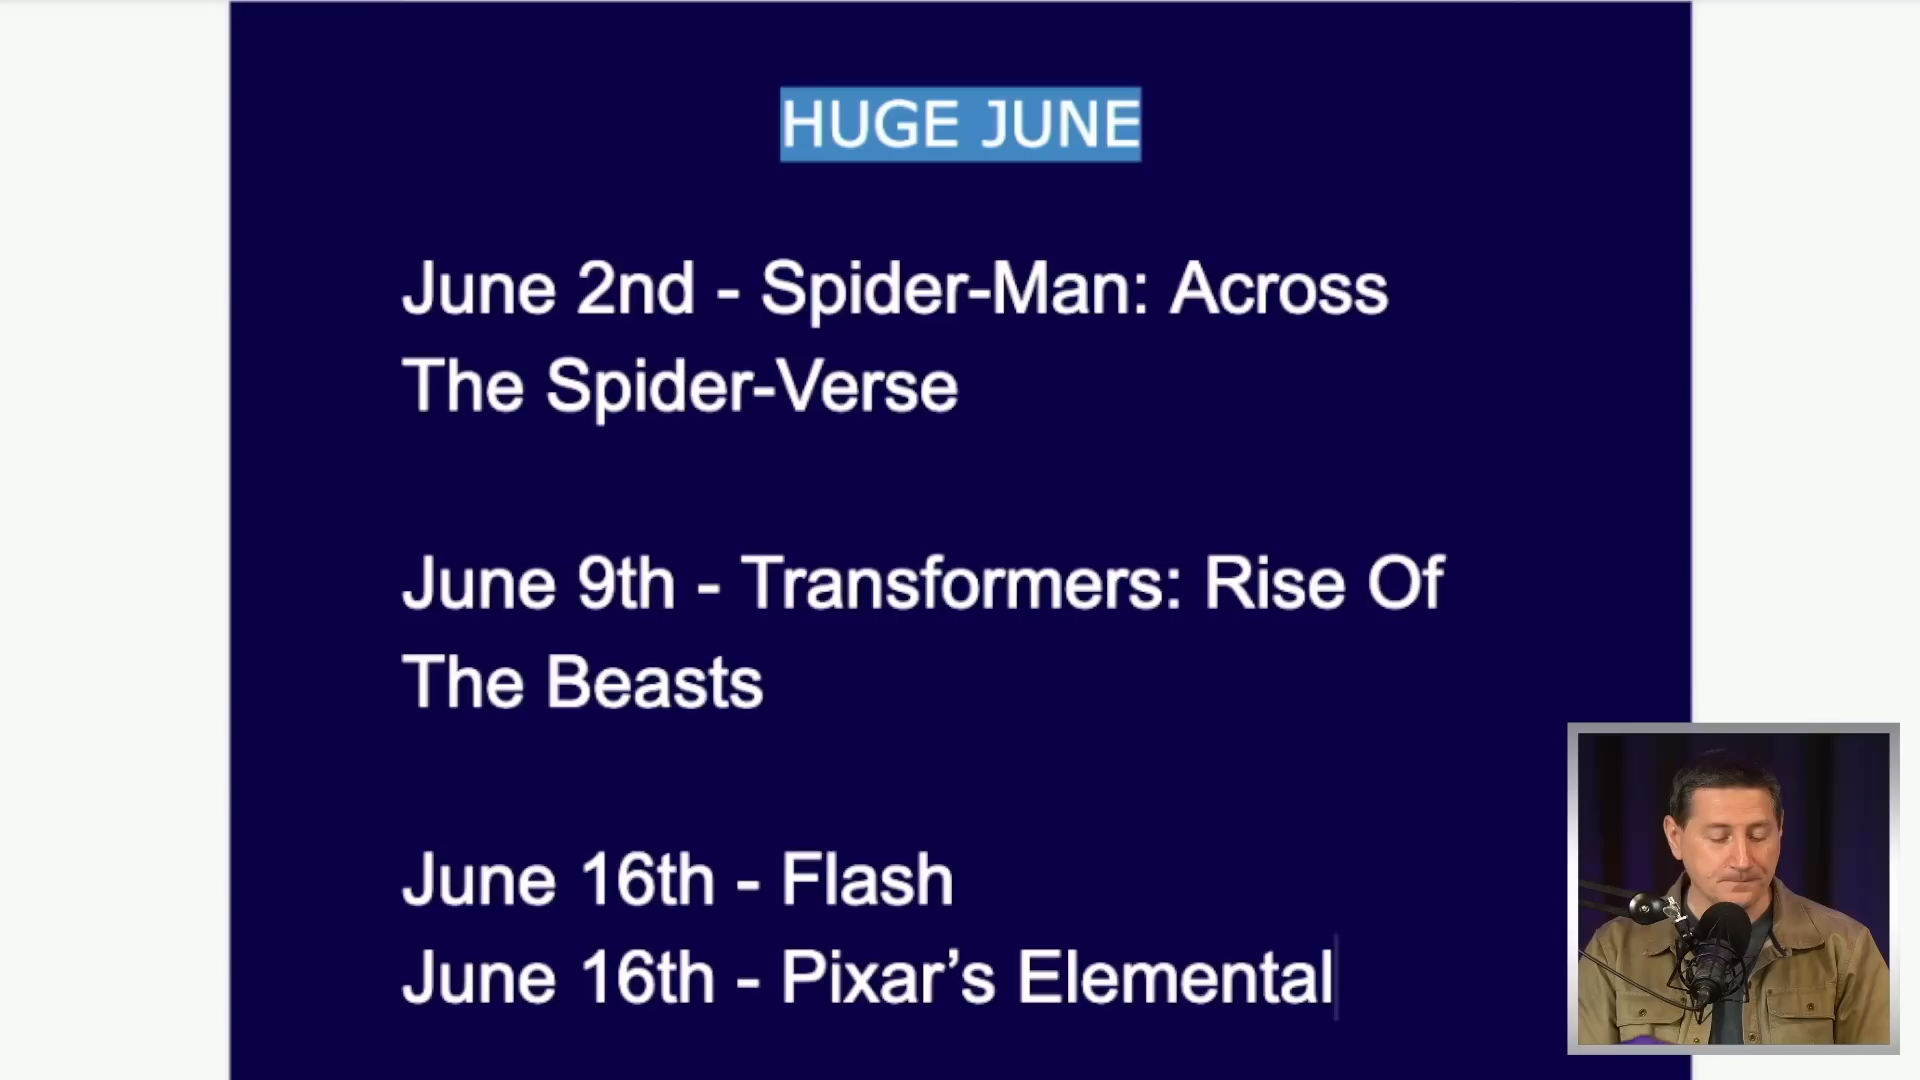 HUGE JUNE
June 2nd - Spider-Man: Across
The Spider-Verse
June 9th - Transformers: Rise Of
The Beasts
June 16th - Flash
June 16th - Pixar’s Elemental